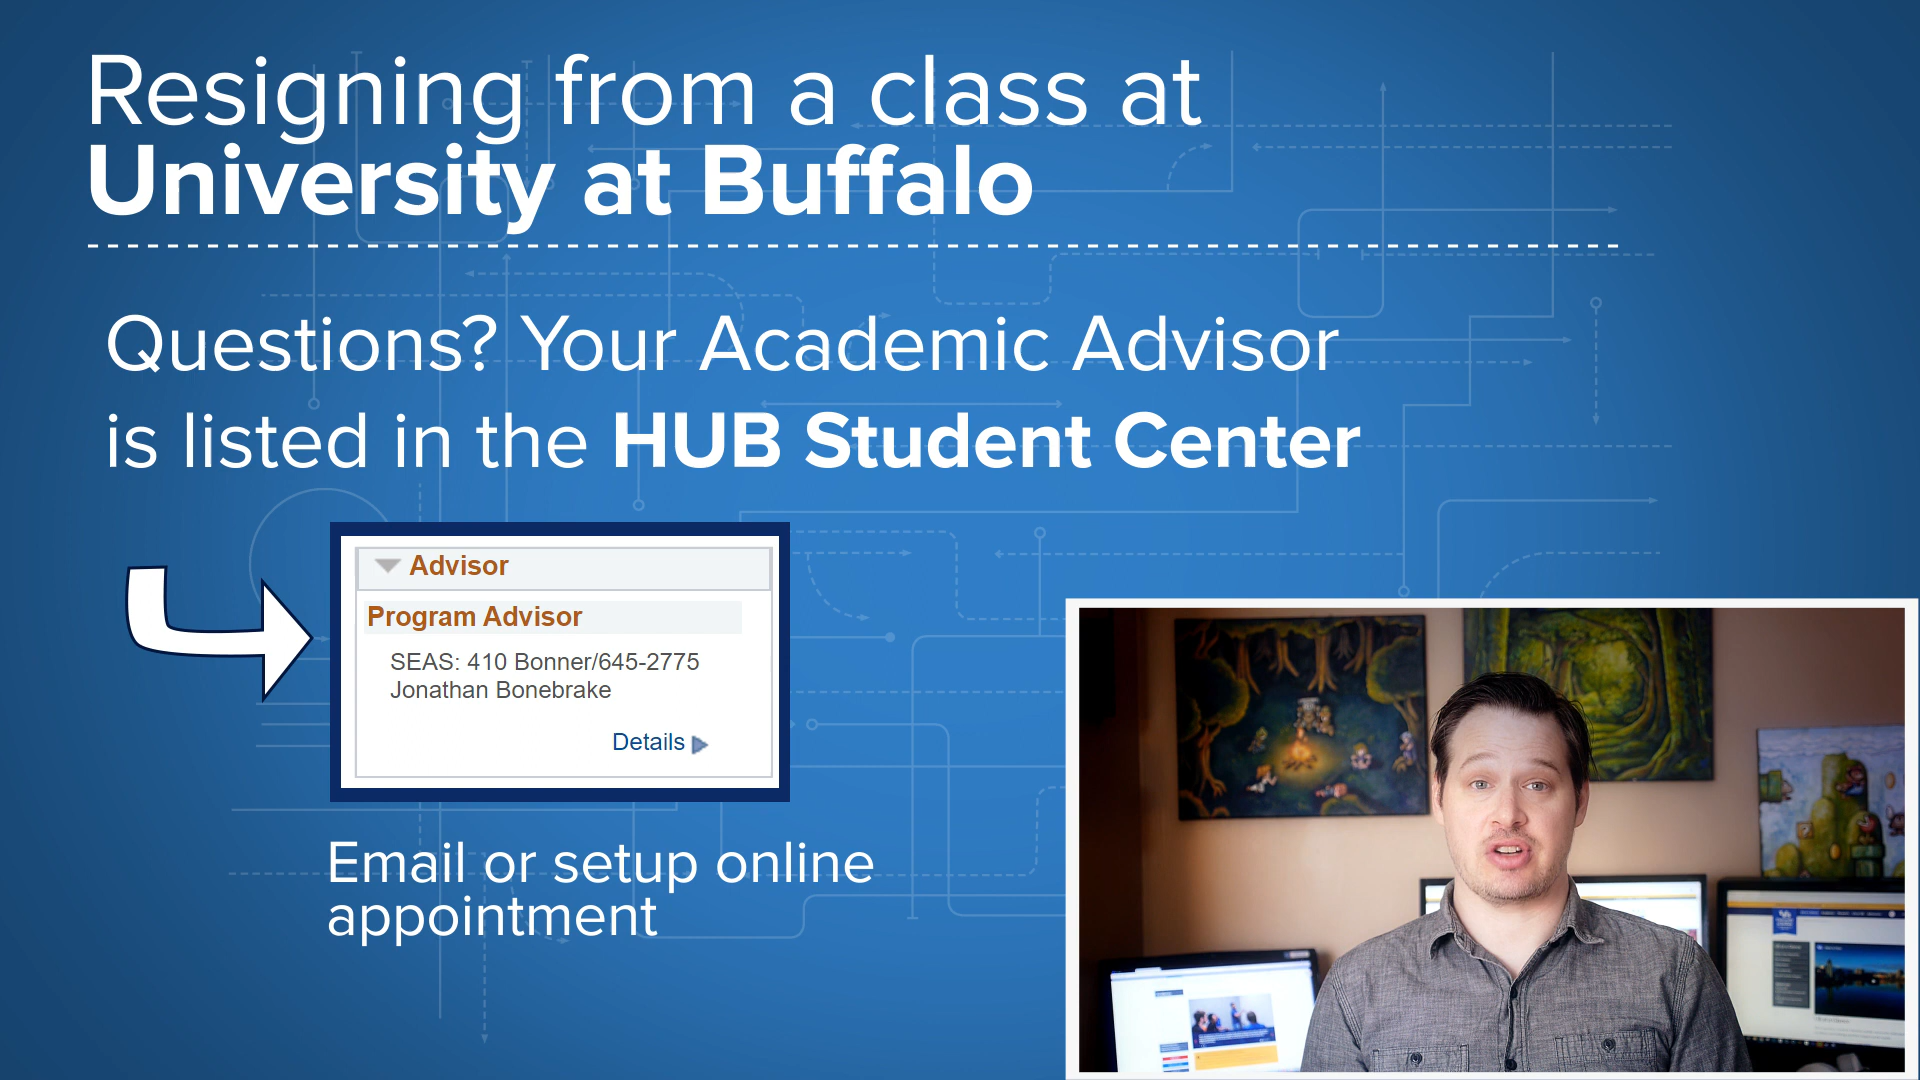 Resigning from a class at
University at Buffalo
Questions? Your Academic Advisor
is listed in the HUB Student Center
Advisor
Program Advisor
SEAS: 410 Bonner/645-2775
Jonathan Bonebrake
Details
Email or setup online
appointment